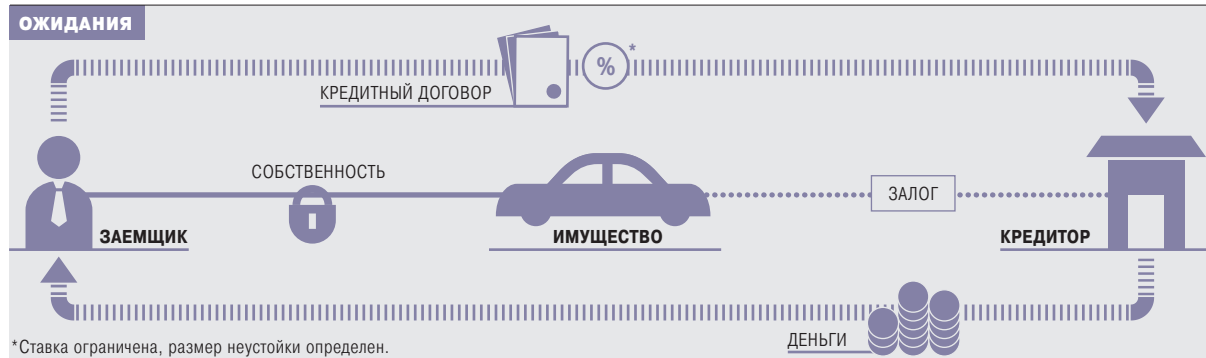 ОЖИДАНИЯ
% *
КРЕДИТНЫЙ ДОГОВОР
СОБСТВЕННОСТЬ
ЗАЛОГ
ЗАЕМЩИК
ИМУЩЕСТВО
КРЕДИТОР
ДЕНЬГИ
*Ставка ограничена, размер неустойки определен.